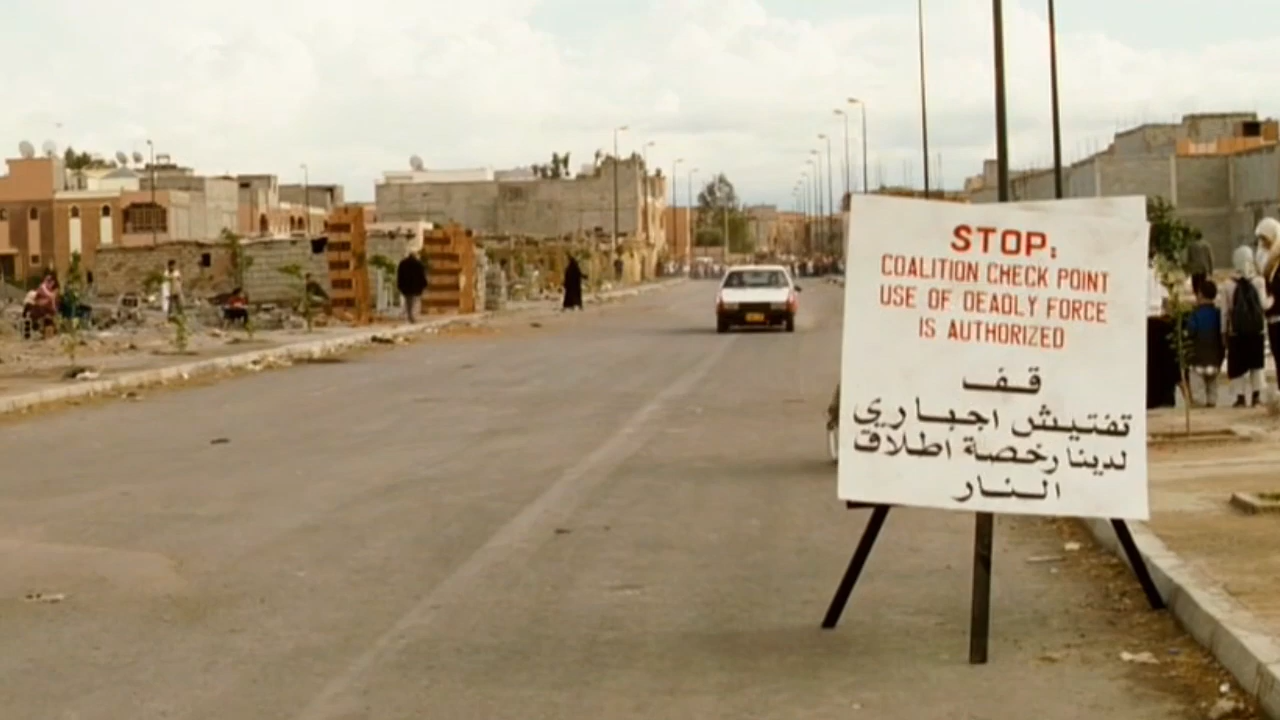 STOP:
COALITION CHECK POINT
USE OF DEADLY FORCE
IS AUTHORIZED
قف
تفتيش اجباري
لدينا رخصة اطلاق
النار